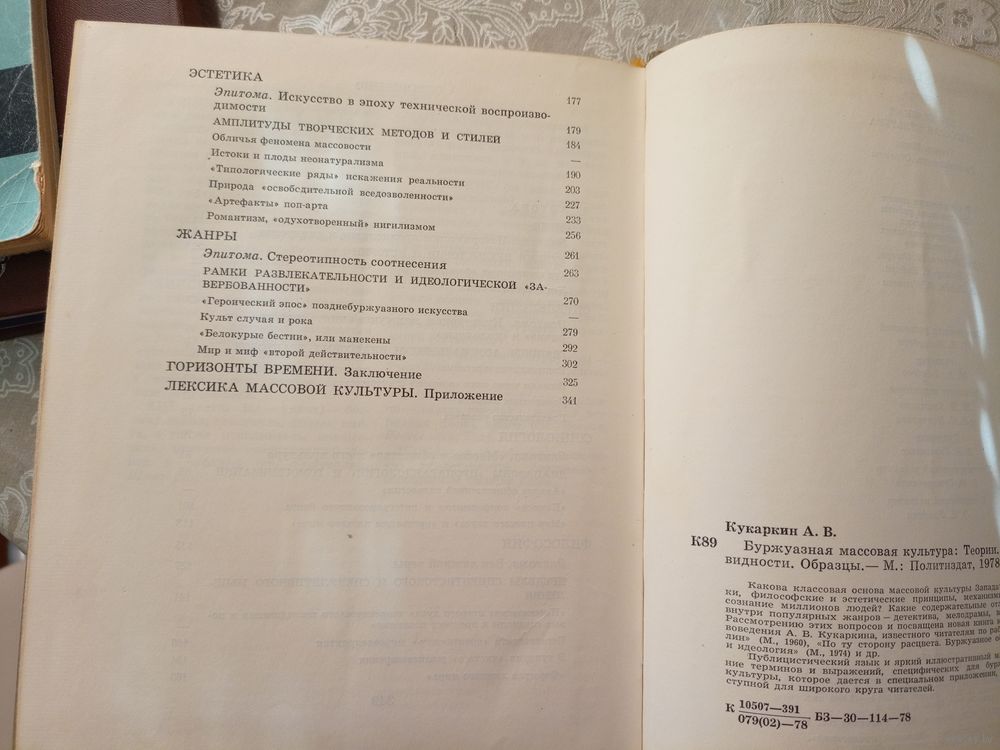 ЭСТЕТИКА
177
Эпитома. Искусство в эпоху технической воспроизво-
димости
179
АМПЛИТУДЫ ТВОРЧЕСКИХ МЕТОДОВ И СТИЛЕЙ
184
Обличья феномена массовости
—
Истоки и плоды неонатурализма
190
«Типологические ряды» искажения реальности
203
Природа «освободительной вседозволенности»
227
«Артефакты» поп-арта
233
Романтизм, «одухотворенный» нигилизмом
256
ЖАНРЫ
261
Эпитома. Стереотипность соотнесения
263
РАМКИ РАЗВЛЕКАТЕЛЬНОСТИ И ИДЕОЛОГИЧЕСКОЙ «ЗА-
ВЕРБОВАННОСТИ»
270
«Героический эпос» позднебуржуазного искусства
—
Культ случая и рока
279
«Белокурые бестии», или манекены
292
Мир и миф «второй действительности»
302
ГОРИЗОНТЫ ВРЕМЕНИ. Заключение
325
ЛЕКСИКА МАССОВОЙ КУЛЬТУРЫ. Приложение
341
Кукаркин А. В.
К89 Буржуазная массовая культура: Теории.
видности. Образцы.— М.: Политиздат, 1978
Какова классовая основа массовой культуры Запада
ки, философские и эстетические принципы, механизм
сознание миллионов людей? Какие содержательные
внутри популярных жанров — детектива, мелодрамы,
Рассмотрению этих вопросов и посвящена новая книга
воведения А. В. Кукаркина, известного читателям по
лин» (М., 1960), «По ту сторону расцвета. Буржуазное
и идеология» (М., 1974) и др.
Публицистический язык и яркий иллюстративный
ние терминов и выражений, специфических для
культуры, которое дается в специальном приложении,
ступной для широкого круга читателей.
К 10507—391
079(02)—78 БЗ—30—114—78